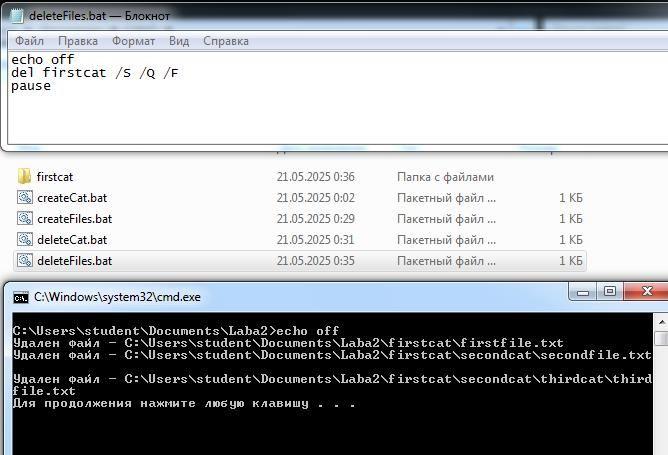 deleteFiles.bat — Блокнот
Файл Правка Формат Вид Справка
echo off
del firstcat /S /Q /F
pause
firstcat 21.05.2025 0:36 Папка с файлами
createCat.bat 21.05.2025 0:02 Пакетный файл ... 1 КБ
createFiles.bat 21.05.2025 0:29 Пакетный файл ... 1 КБ
deleteCat.bat 21.05.2025 0:31 Пакетный файл ... 1 КБ
deleteFiles.bat 21.05.2025 0:35 Пакетный файл ... 1 КБ
C:\Windows\system32\cmd.exe
C:\Users\student\Documents\Laba2>echo off
Удален файл - C:\Users\student\Documents\Laba2\firstcat\firstfile.txt
Удален файл - C:\Users\student\Documents\Laba2\firstcat\secondcat\secondfile.txt
Удален файл - C:\Users\student\Documents\Laba2\firstcat\secondcat\thirdcat\third
file.txt
Для продолжения нажмите любую клавишу . . .